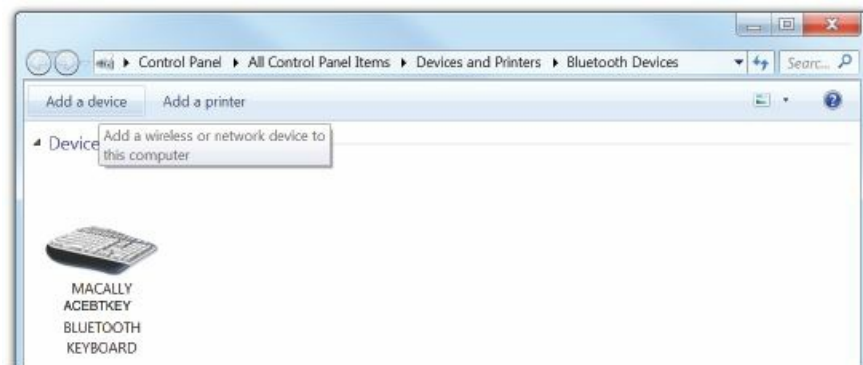 Control Panel ▸ All Control Panel Items ▸ Devices and Printers ▸ Bluetooth Devices Searc...
Add a device Add a printer
Add a wireless or network device to
this computer
Device
MACALLY
ACEBTKEY
BLUETOOTH
KEYBOARD